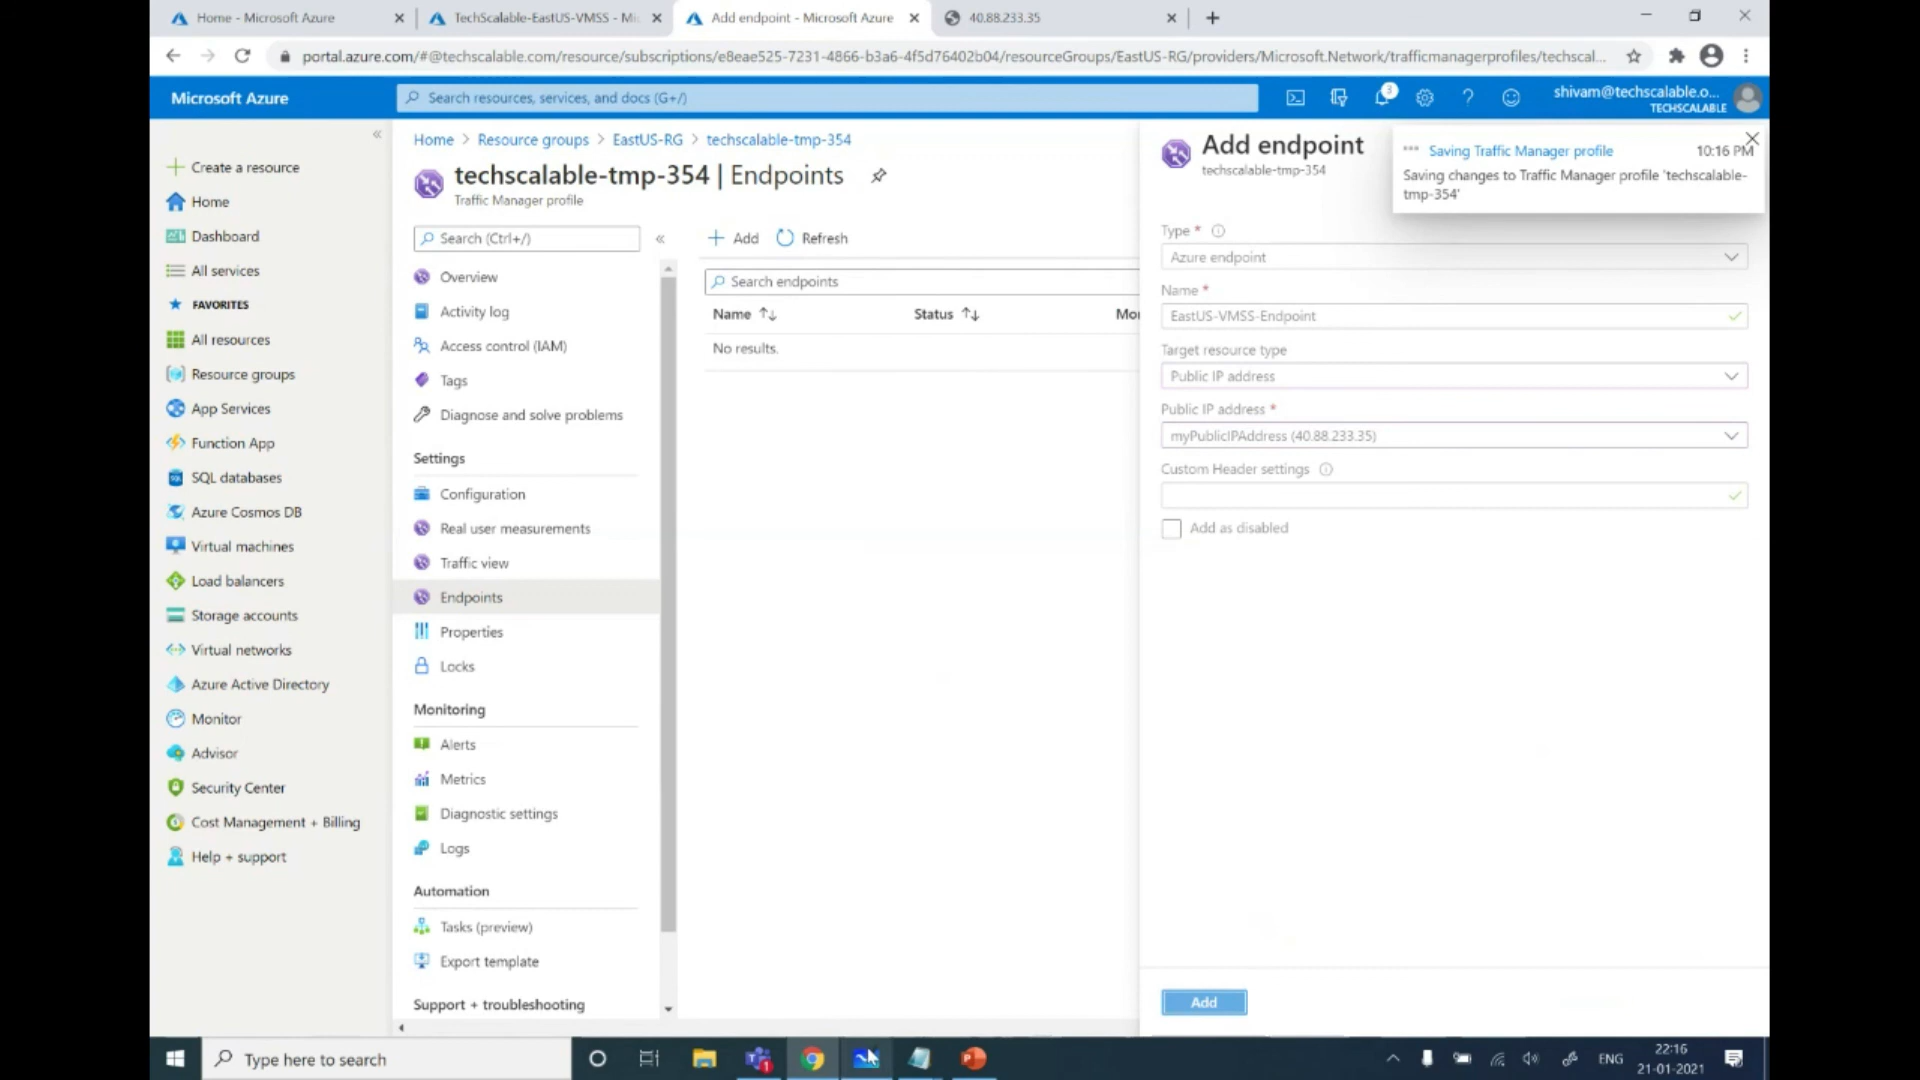 Home - Microsoft Azure
TechScalable-EastUS-VMSS - Mi
Add endpoint - Microsoft Azure
40.88.233.35
portal.azure.com/#@techscalable.com/resource/subscriptions/e8eae525-7231-4866-b3a6-4f5d76402b04/resourceGroups/EastUS-RG/providers/Microsoft.Network/trafficmanagerprofiles/techscal...
Microsoft Azure
Search resources, services, and docs (G+/)
3
shivam@techscalable.o...
TECHSCALABLE
Create a resource
Home
Dashboard
All services
FAVORITES
All resources
Resource groups
App Services
Function App
SQL databases
Azure Cosmos DB
Virtual machines
Load balancers
Storage accounts
Virtual networks
Azure Active Directory
Monitor
Advisor
Security Center
Cost Management + Billing
Help + support
Home > Resource groups > EastUS-RG > techscalable-tmp-354
techscalable-tmp-354 | Endpoints
Traffic Manager profile
Search (Ctrl+/)
Overview
Activity log
Access control (IAM)
Tags
Diagnose and solve problems
Settings
Configuration
Real user measurements
Traffic view
Endpoints
Properties
Locks
Monitoring
Alerts
Metrics
Diagnostic settings
Logs
Automation
Tasks (preview)
Export template
Support + troubleshooting
Add Refresh
Search endpoints
Name Status Mo
No results.
Add endpoint
techscalable-tmp-354
Saving Traffic Manager profile 10:16 PM
Saving changes to Traffic Manager profile 'techscalable-
tmp-354'
Type *
Azure endpoint
Name *
EastUS-VMSS-Endpoint
Target resource type
Public IP address
Public IP address *
myPublicIPAddress (40.88.233.35)
Custom Header settings
Add as disabled
Add
Type here to search
1
ENG
22:16
21-01-2021